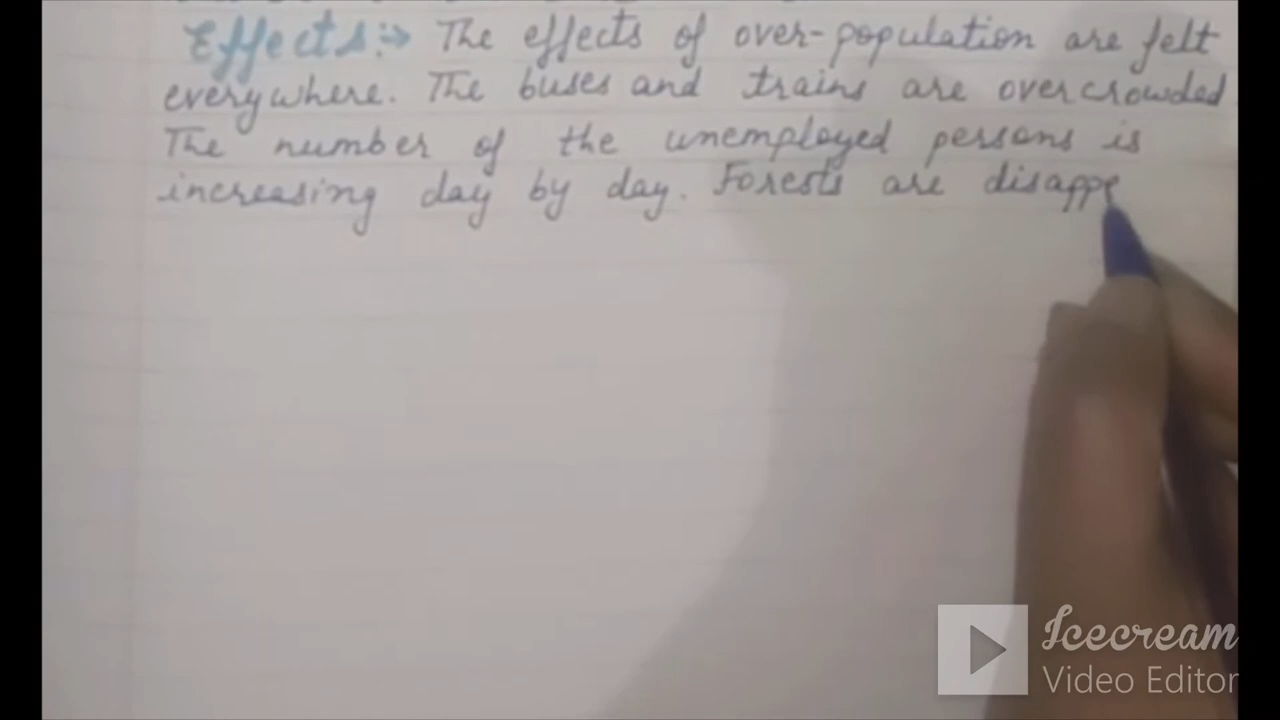 Effects:→ The effects of over-population are felt
everywhere. The buses and trains are overcrowded
The number of the unemployed persons is
increasing day by day. Forests are disappe
Icecream
Video Editor